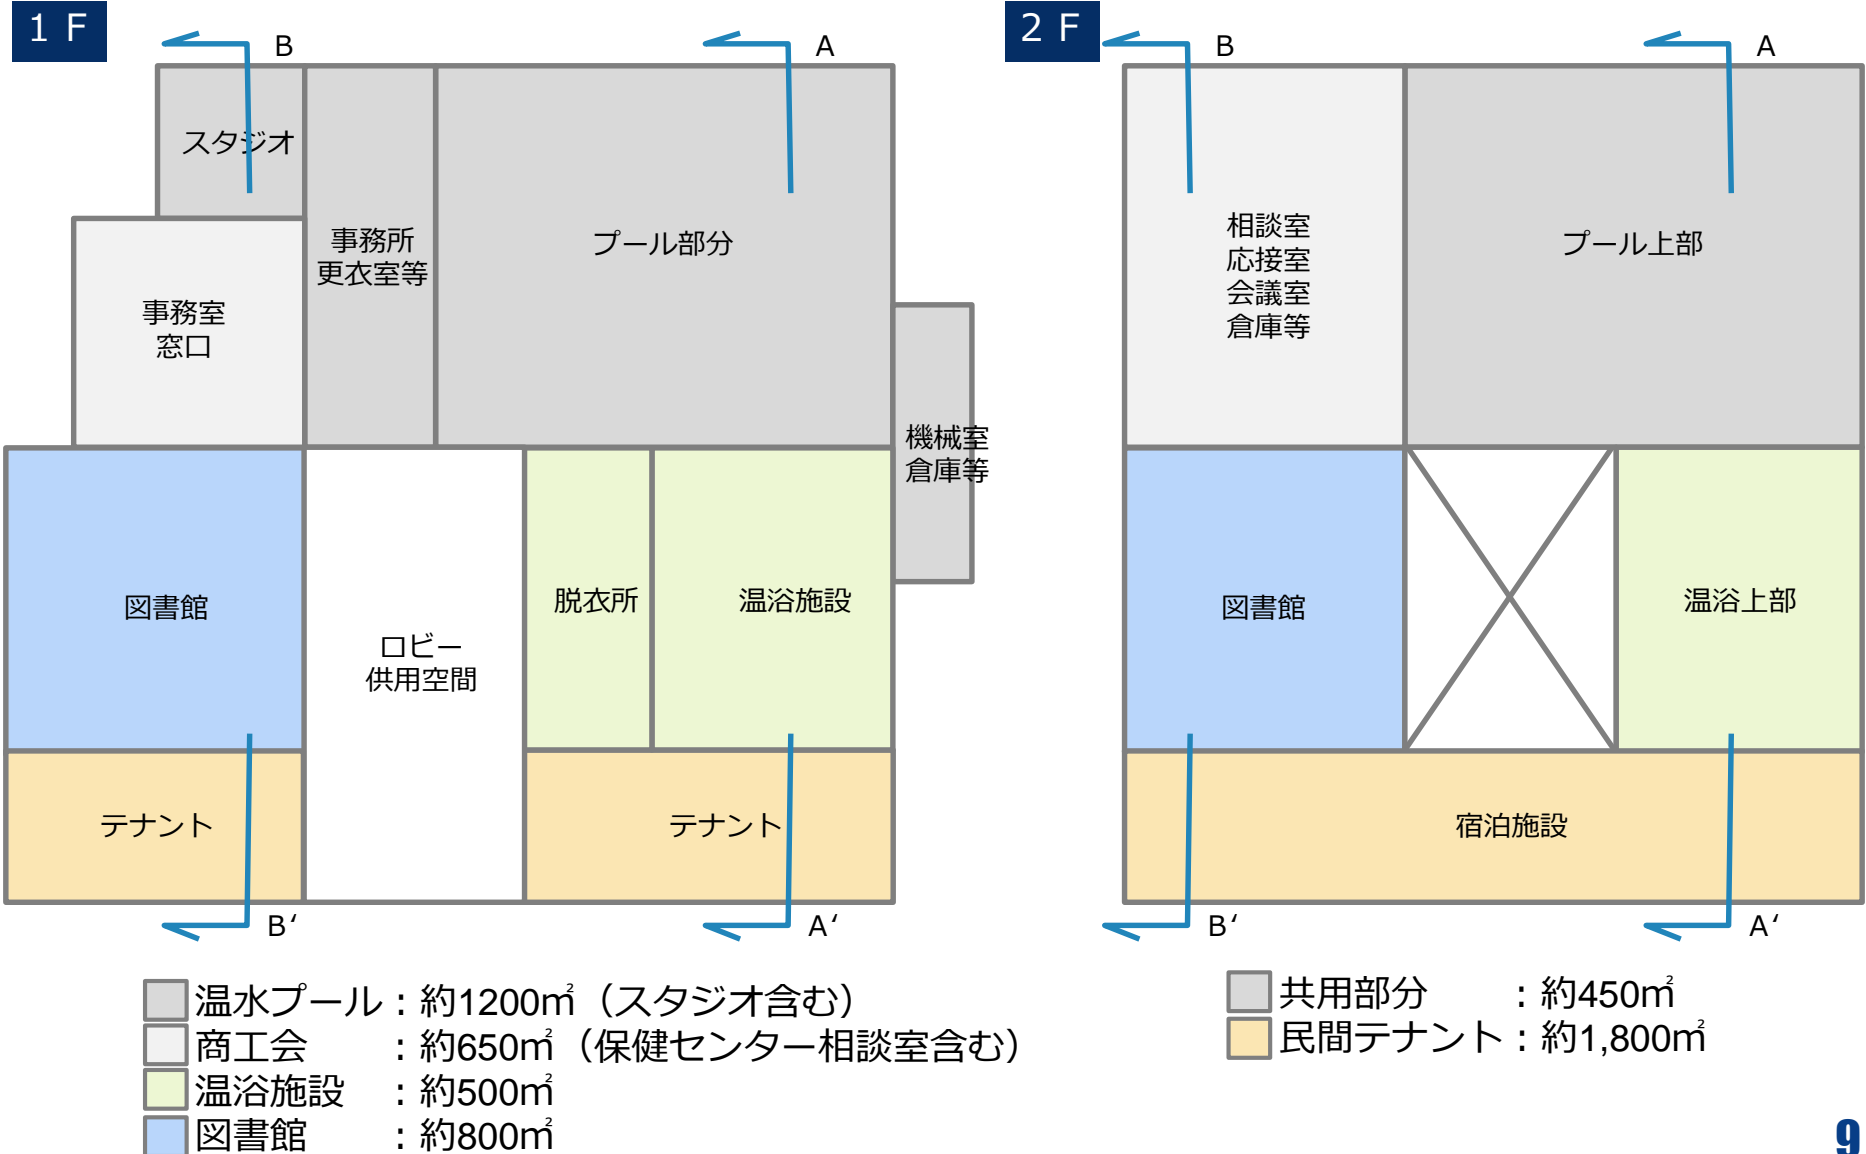 １Ｆ
B
A
スタジオ
事務所
更衣室等
プール部分
事務室
窓口
機械室
倉庫等
図書館
ロビー
供用空間
脱衣所
温浴施設
テナント
テナント
B‘
A‘
２Ｆ
B
A
相談室
応接室
会議室
倉庫等
プール上部
図書館
温浴上部
宿泊施設
B‘
A‘
温水プール：約1200㎡（スタジオ含む）
商工会　　：約650㎡（保健センター相談室含む）
温浴施設　：約500㎡
図書館　　：約800㎡
共用部分　　：約450㎡
民間テナント：約1,800㎡
9